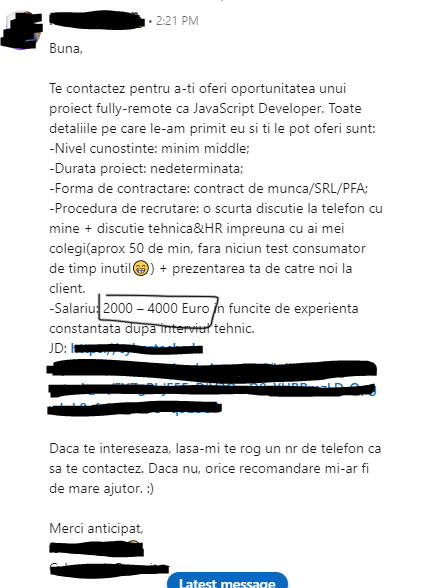 • 2:21 PM
Buna,
Te contactez pentru a-ti oferi oportunitatea unui
proiect fully-remote ca JavaScript Developer. Toate
detaliile pe care le-am primit eu si ti le pot oferi sunt:
-Nivel cunostinte: minim middle;
-Durata proiect: nedeterminata;
-Forma de contractare: contract de munca/SRL/PFA;
-Procedura de recrutare: o scurta discutie la telefon cu
mine + discutie tehnica&HR impreuna cu ai mei
colegi(aprox 50 de min, fara niciun test consumator
de timp inutil😁) + prezentarea ta de catre noi la
client.
-Salariu: 2000 – 4000 Euro in funcite de experienta
constantata dupa interviul tehnic.
JD:
Daca te intereseaza, lasa-mi te rog un nr de telefon ca
sa te contactez. Daca nu, orice recomandare mi-ar fi
de mare ajutor. :)
Merci anticipat,
Latest message